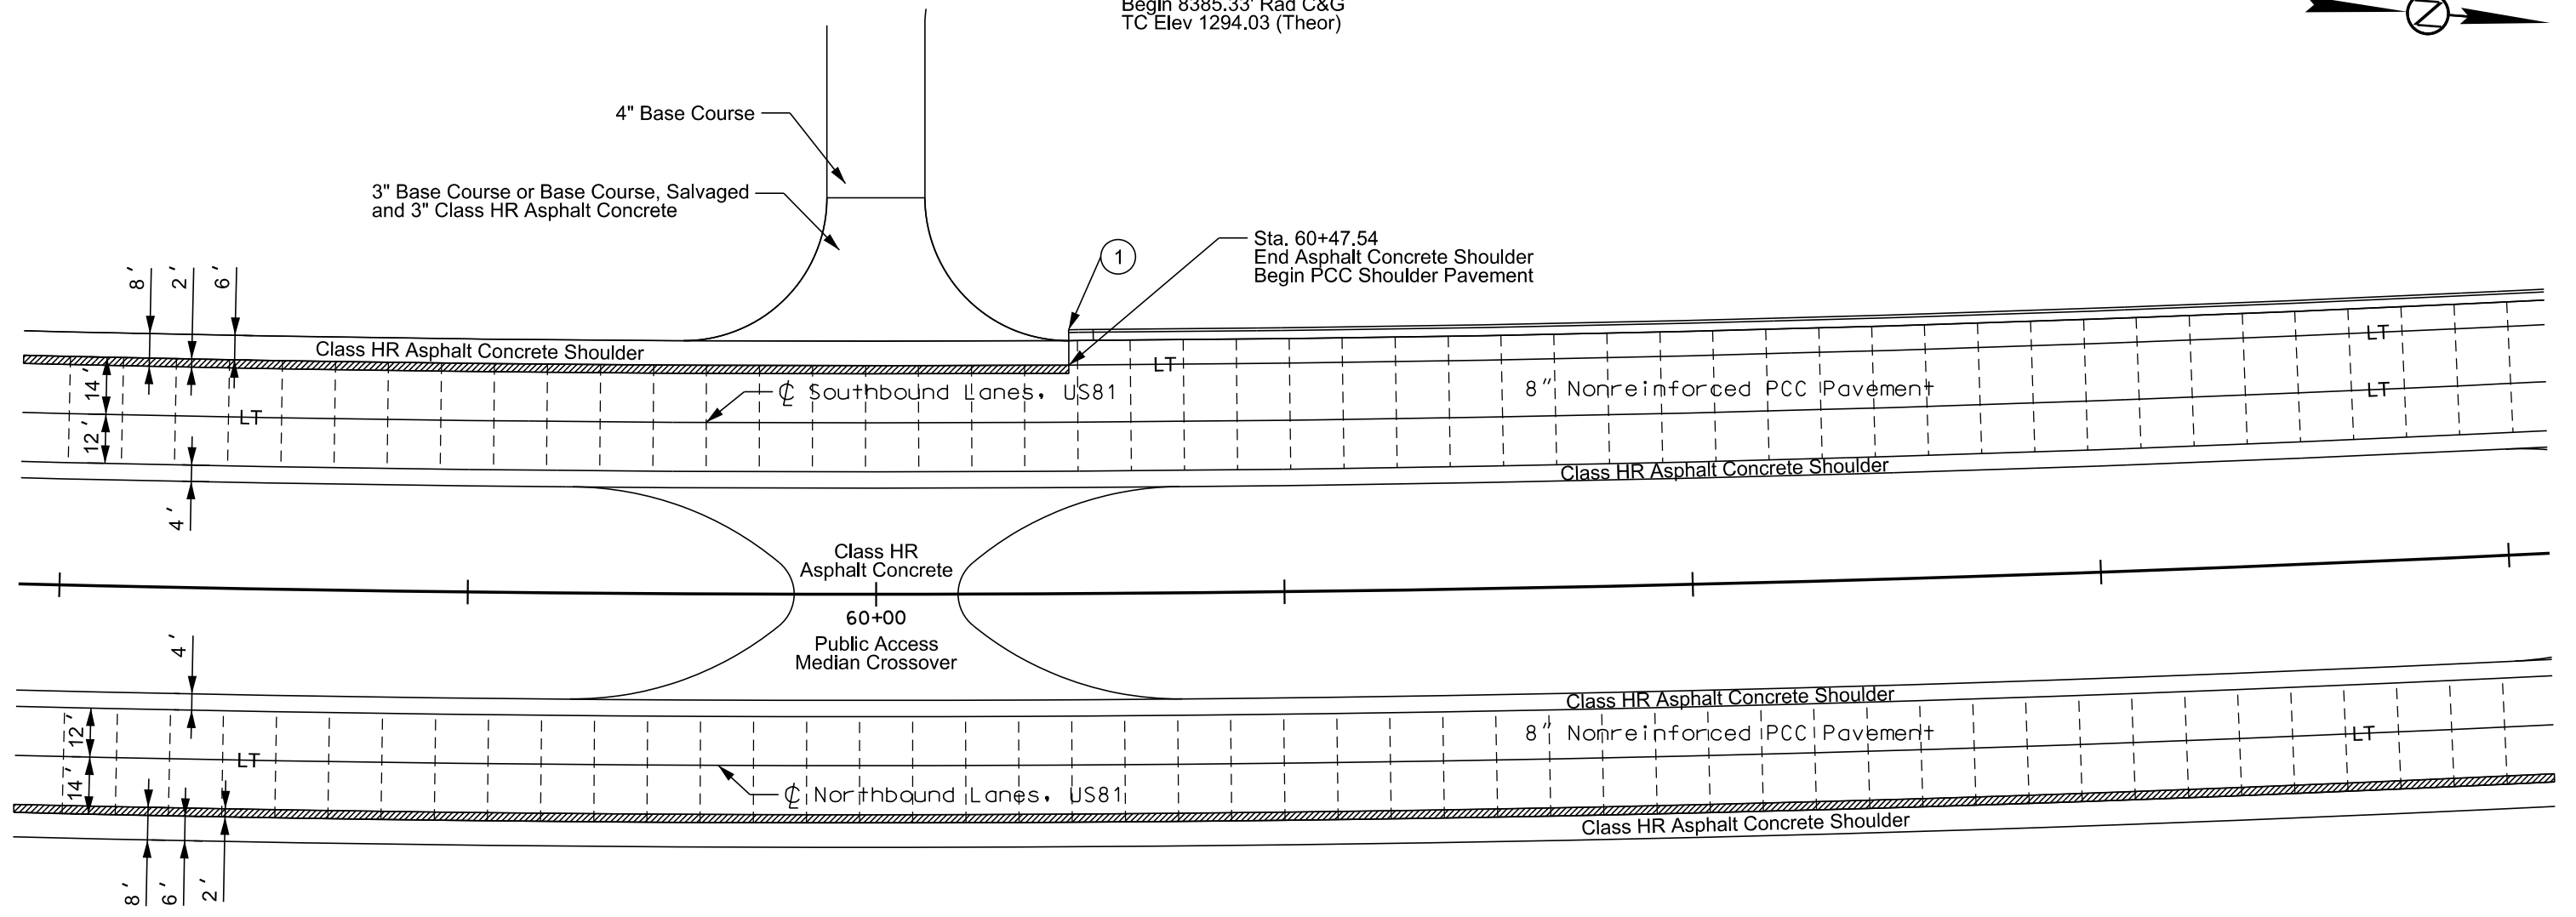 Begin 8385.33' Rad C&G
TC Elev 1294.03 (Theor)
4" Base Course
3" Base Course or Base Course, Salvaged
and 3" Class HR Asphalt Concrete
1
Sta. 60+47.54
End Asphalt Concrete Shoulder
Begin PCC Shoulder Pavement
8'
2'
6'
Class HR Asphalt Concrete Shoulder
LT
LT
14'
℄ Southbound Lanes, US81
8" Nonreinforced PCC Pavement
LT
LT
12'
Class HR Asphalt Concrete Shoulder
4'
Class HR
Asphalt Concrete
60+00
Public Access
Median Crossover
4'
Class HR Asphalt Concrete Shoulder
12'
8" Nonreinforced PCC Pavement
LT
LT
14'
℄ Northbound Lanes, US81
Class HR Asphalt Concrete Shoulder
8'
6'
2'
N